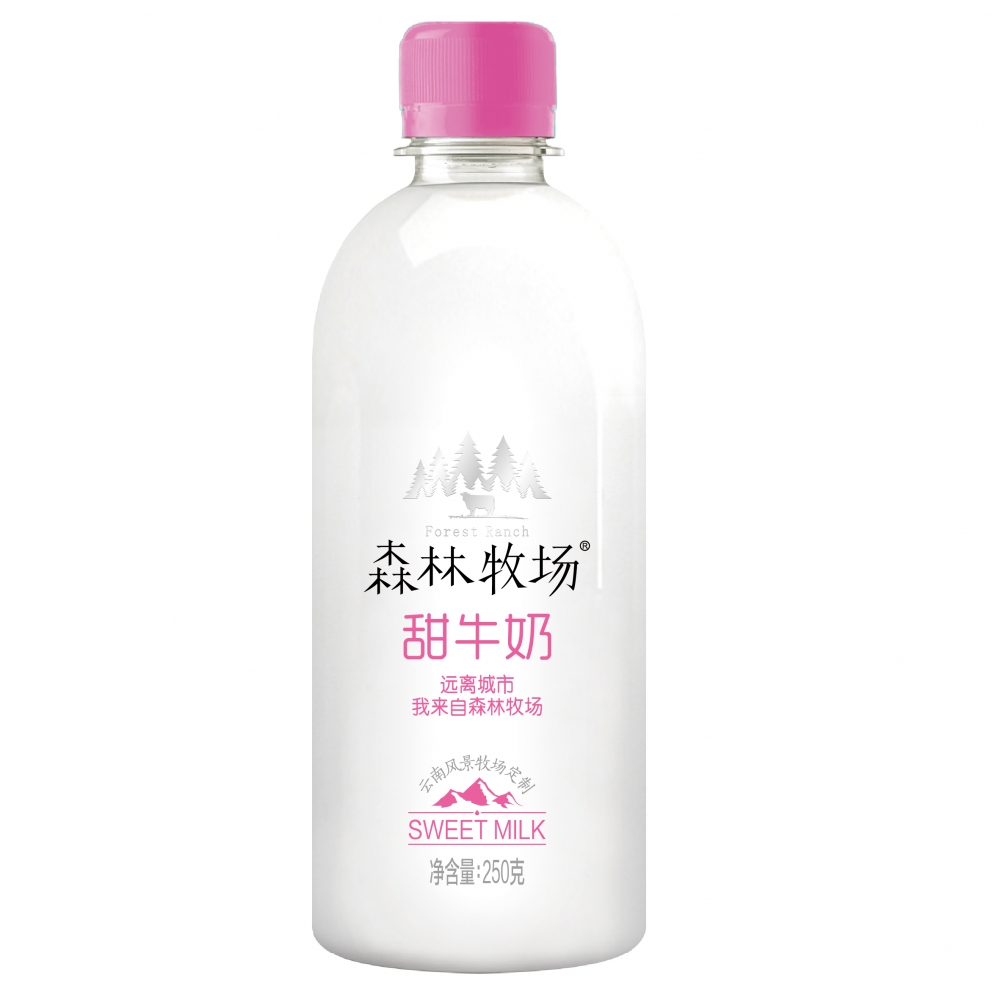 Forest Ranch
森林牧场®
甜牛奶
远离城市
我来自森林牧场
云南风景牧场定制
SWEET MILK
净含量:250克